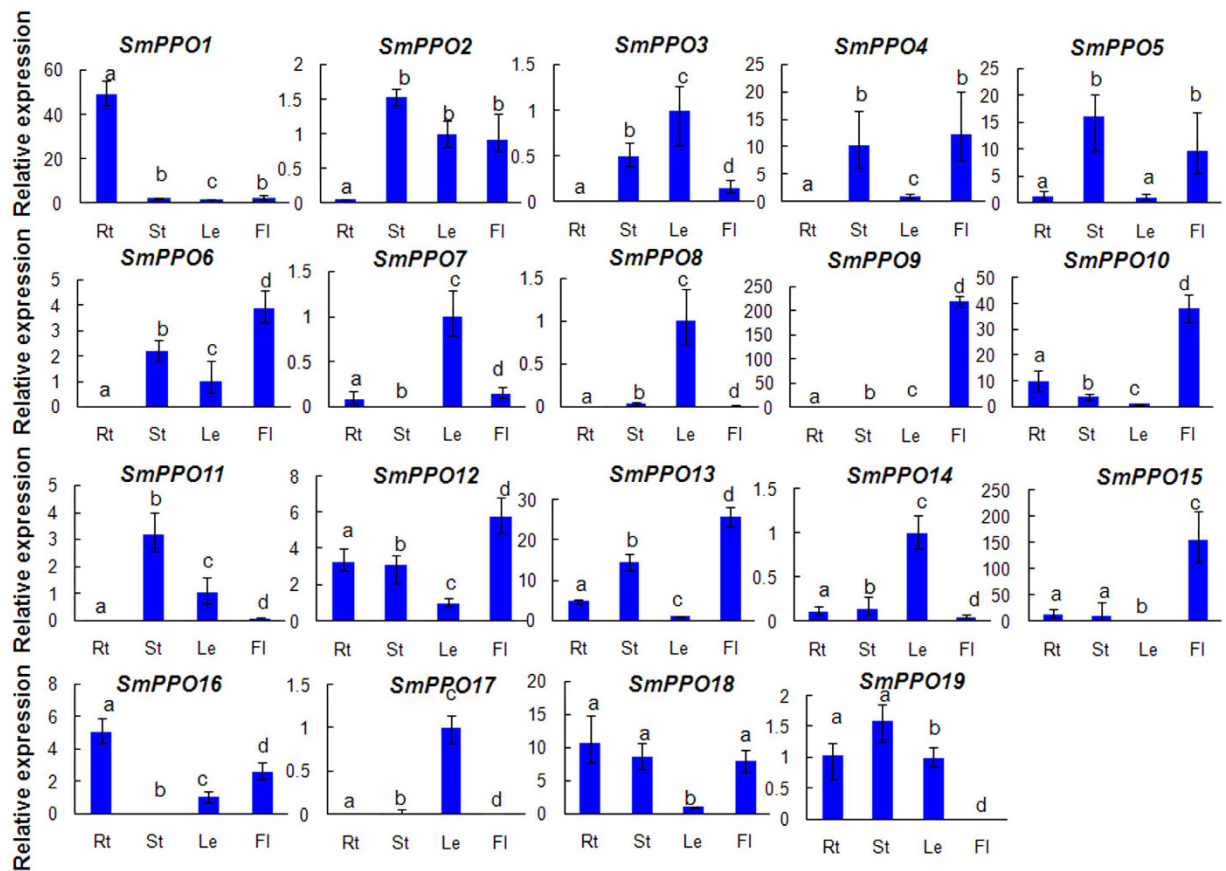 Relative expression
SmPPO1
60
40
20
0
a
b
c
b
Rt St Le Fl
SmPPO2
2
1.5
1
0.5
0
a
b
b
b
Rt St Le Fl
SmPPO3
1.5
1
0.5
0
a
b
c
d
Rt St Le Fl
SmPPO4
25
20
15
10
5
0
a
b
c
b
Rt St Le Fl
SmPPO5
25
20
15
10
5
0
a
b
a
b
Rt St Le Fl
Relative expression
SmPPO6
5
4
3
2
1
0
a
b
c
d
Rt St Le Fl
SmPPO7
1.5
1
0.5
0
a
b
c
d
Rt St Le Fl
SmPPO8
1.5
1
0.5
0
a
b
c
d
Rt St Le Fl
SmPPO9
250
200
150
100
50
0
a
b
c
d
Rt St Le Fl
SmPPO10
50
40
30
20
10
0
a
b
c
d
Rt St Le Fl
Relative expression
SmPPO11
5
4
3
2
1
0
a
b
c
d
Rt St Le Fl
SmPPO12
8
6
4
2
0
a
b
c
d
Rt St Le Fl
SmPPO13
30
20
10
0
a
b
c
d
Rt St Le Fl
SmPPO14
1.5
1
0.5
0
a
b
c
d
Rt St Le Fl
SmPPO15
250
200
150
100
50
0
a
a
b
c
Rt St Le Fl
Relative expression
SmPPO16
8
6
4
2
0
a
b
c
d
Rt St Le Fl
SmPPO17
1.5
1
0.5
0
a
b
c
d
Rt St Le Fl
SmPPO18
20
15
10
5
0
a
a
b
a
Rt St Le Fl
SmPPO19
2
1.5
1
0.5
0
a
a
b
d
Rt St Le Fl